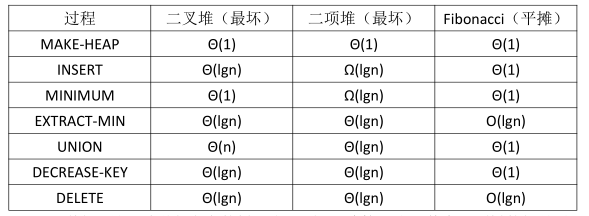 过程 二叉堆（最坏） 二项堆（最坏） Fibonacci（平摊）
MAKE-HEAP Θ(1) Θ(1) Θ(1)
INSERT Θ(lgn) Ω(lgn) Θ(1)
MINIMUM Θ(1) Ω(lgn) Θ(1)
EXTRACT-MIN Θ(lgn) Θ(lgn) O(lgn)
UNION Θ(n) Θ(lgn) Θ(1)
DECREASE-KEY Θ(lgn) Θ(lgn) Θ(1)
DELETE Θ(lgn) Θ(lgn) O(lgn)